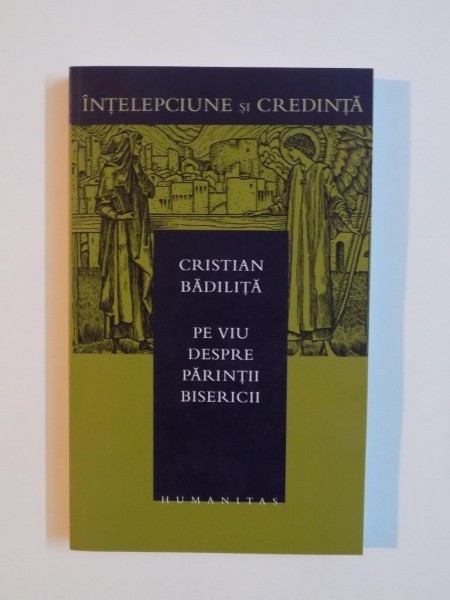 ÎNȚELEPCIUNE ȘI CREDINȚĂ
CRISTIAN
BĂDILIȚĂ
PE VIU
DESPRE
PĂRINȚII
BISERICII
HUMANITAS